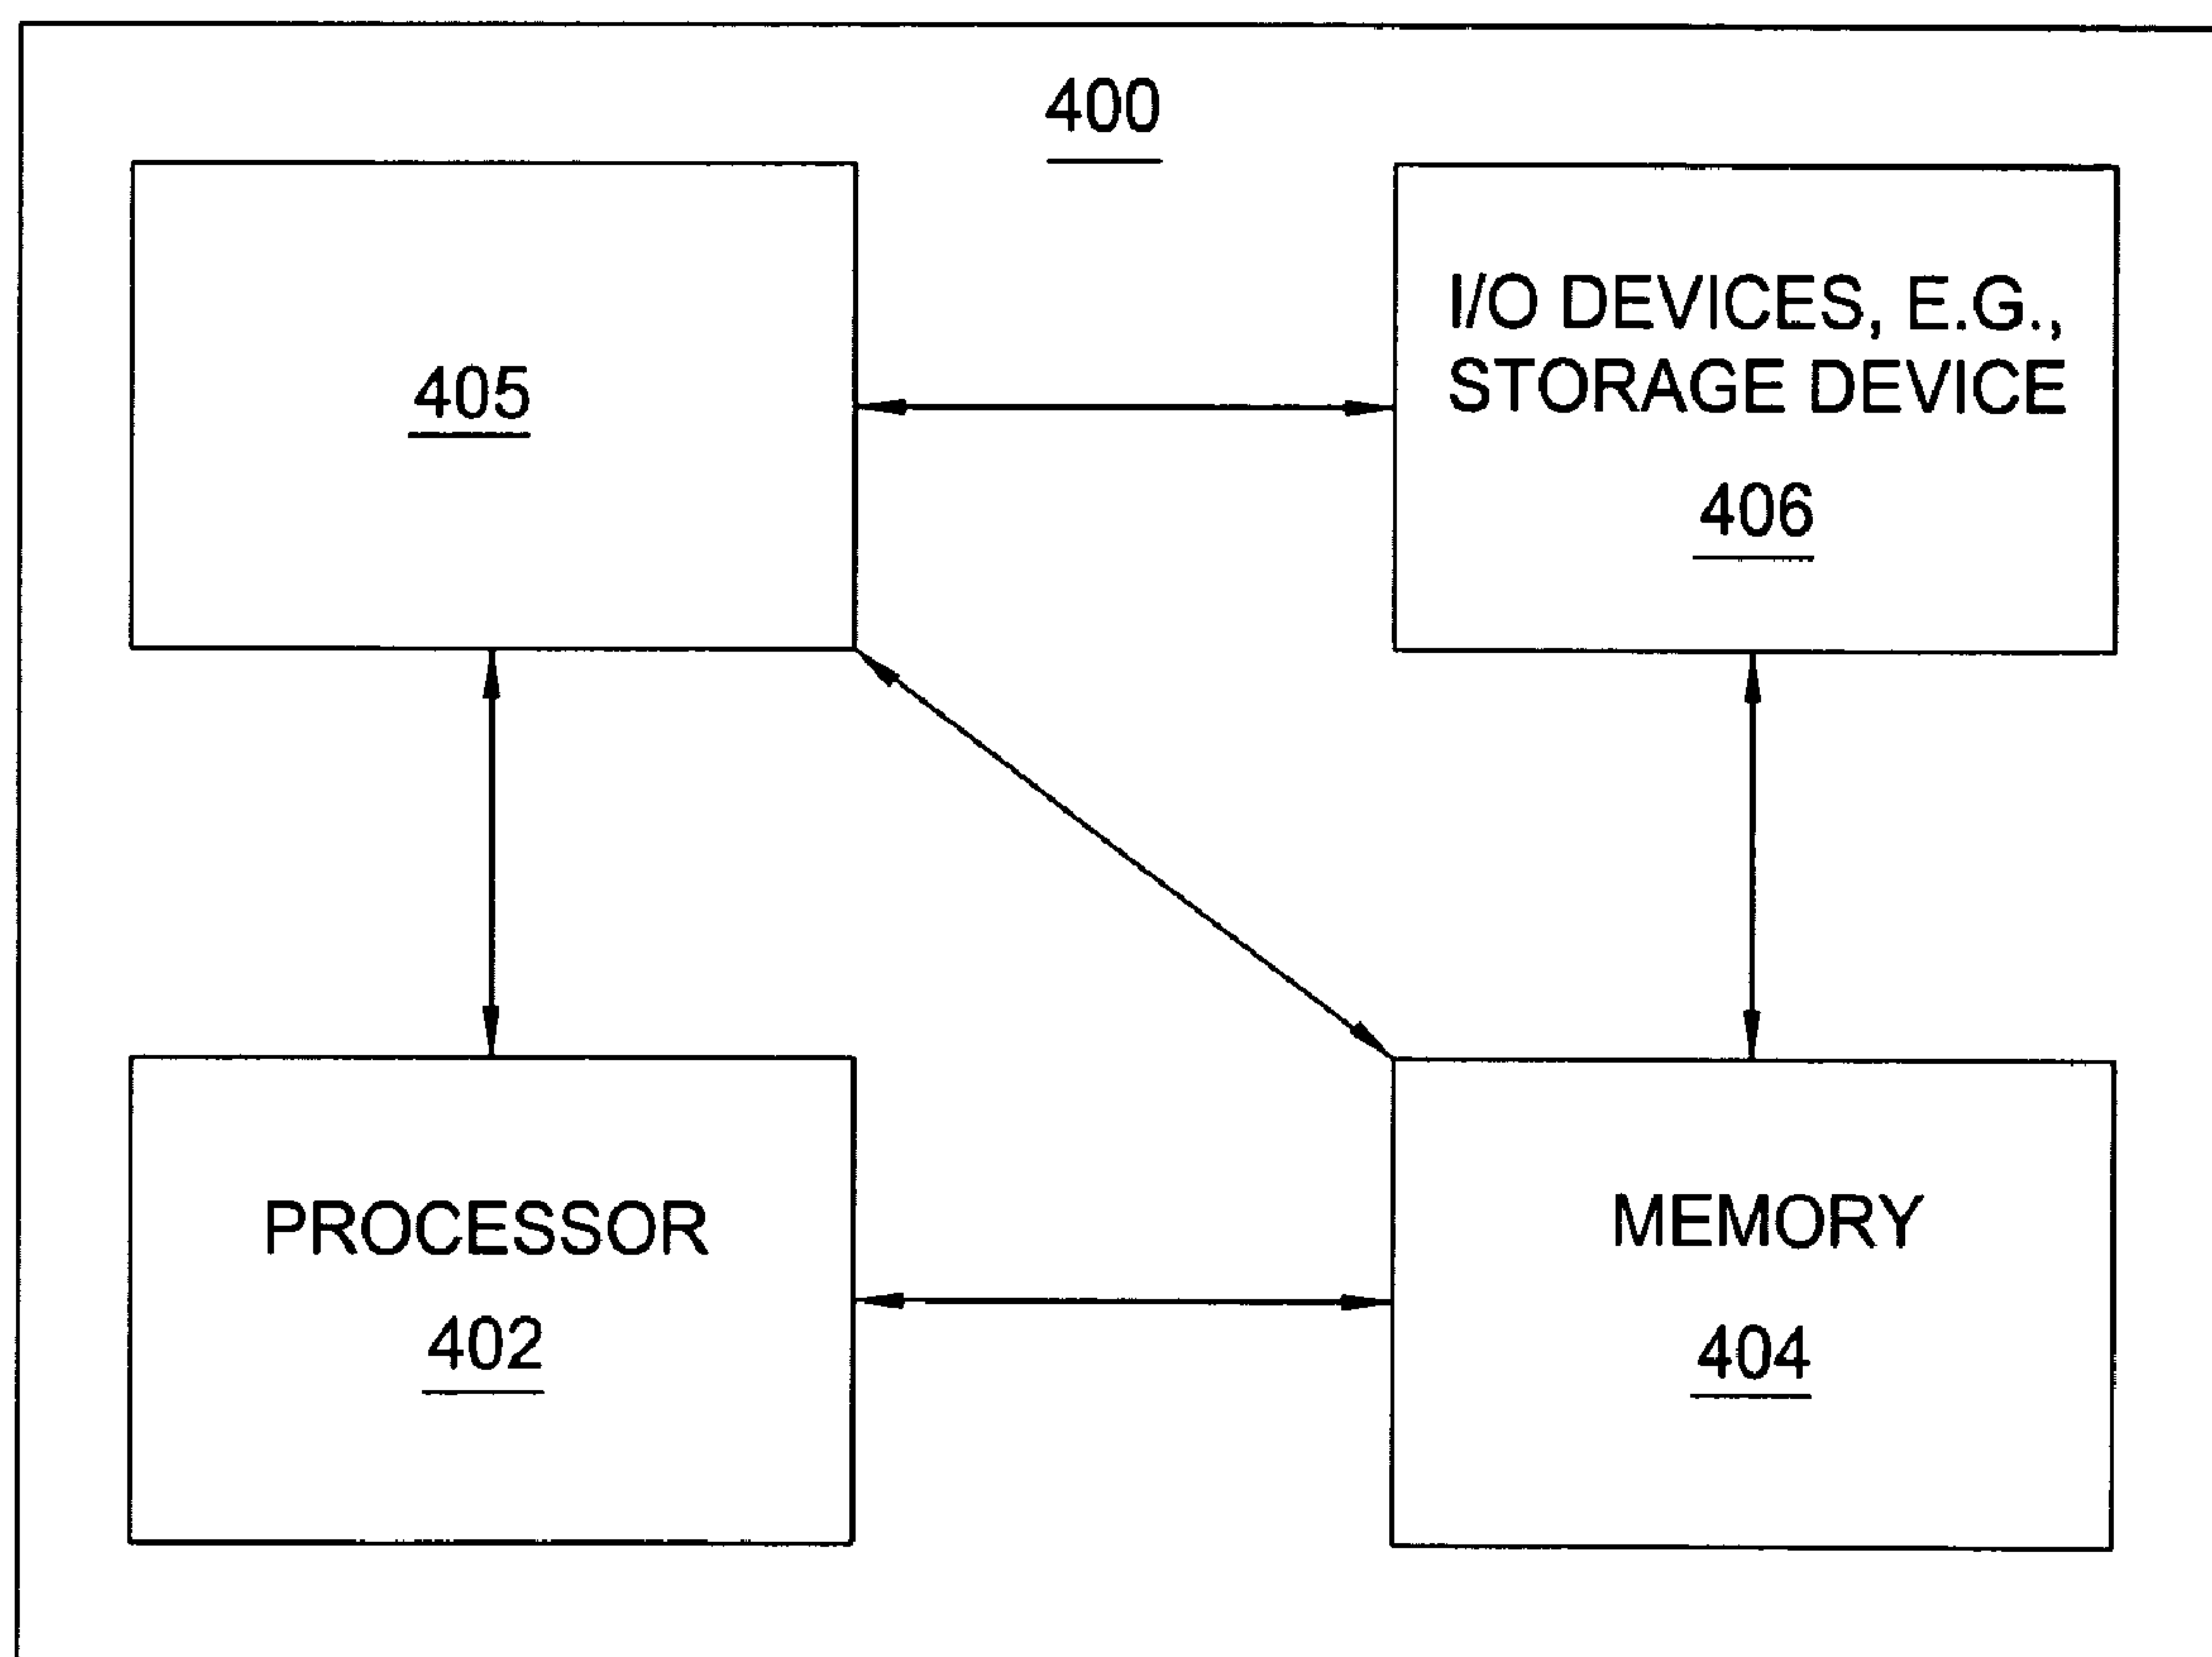 400
405
I/O DEVICES, E.G.,
STORAGE DEVICE
406
PROCESSOR
402
MEMORY
404